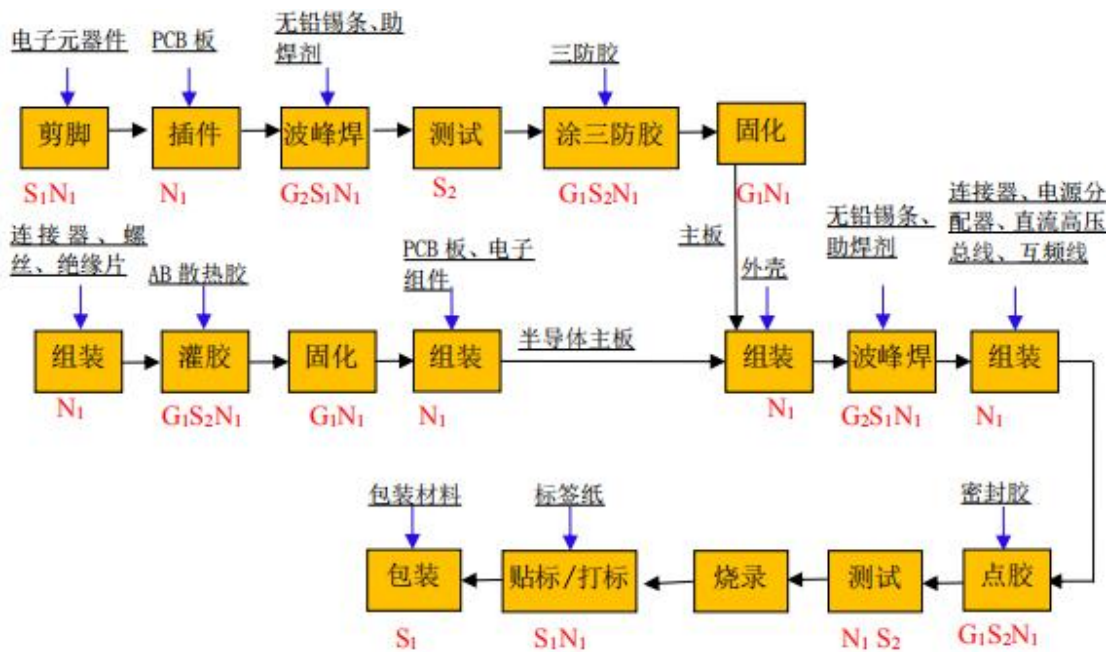 电子元器件
PCB 板
无铅锡条、助
焊剂
三防胶
剪脚
插件
波峰焊
测试
涂三防胶
固化
S₁N₁
N₁
G₂S₁N₁
S₂
G₁S₂N₁
G₁N₁
连接器、螺
丝、绝缘片
AB 散热胶
PCB 板、电子
组件
主板
外壳
无铅锡条、
助焊剂
连接器、电源分
配器、直流高压
总线、互频线
组装
灌胶
固化
组装
半导体主板
组装
波峰焊
组装
N₁
G₁S₂N₁
G₁N₁
N₁
N₁
G₂S₁N₁
N₁
包装材料
标签纸
密封胶
包装
贴标/打标
烧录
测试
点胶
S₁
S₁N₁
N₁ S₂
G₁S₂N₁